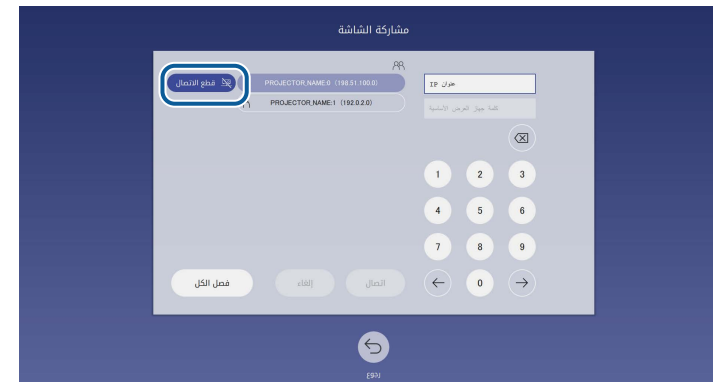 مشاركة الشاشة
قطع الاتصال
PROJECTOR_NAME:0 (198.51.100.0)
PROJECTOR_NAME:1 (192.0.2.0)
عنوان IP
كلمة جهاز العرض الأساسية
1 2 3
4 5 6
7 8 9
0
اتصال
إلغاء
فصل الكل
رجوع